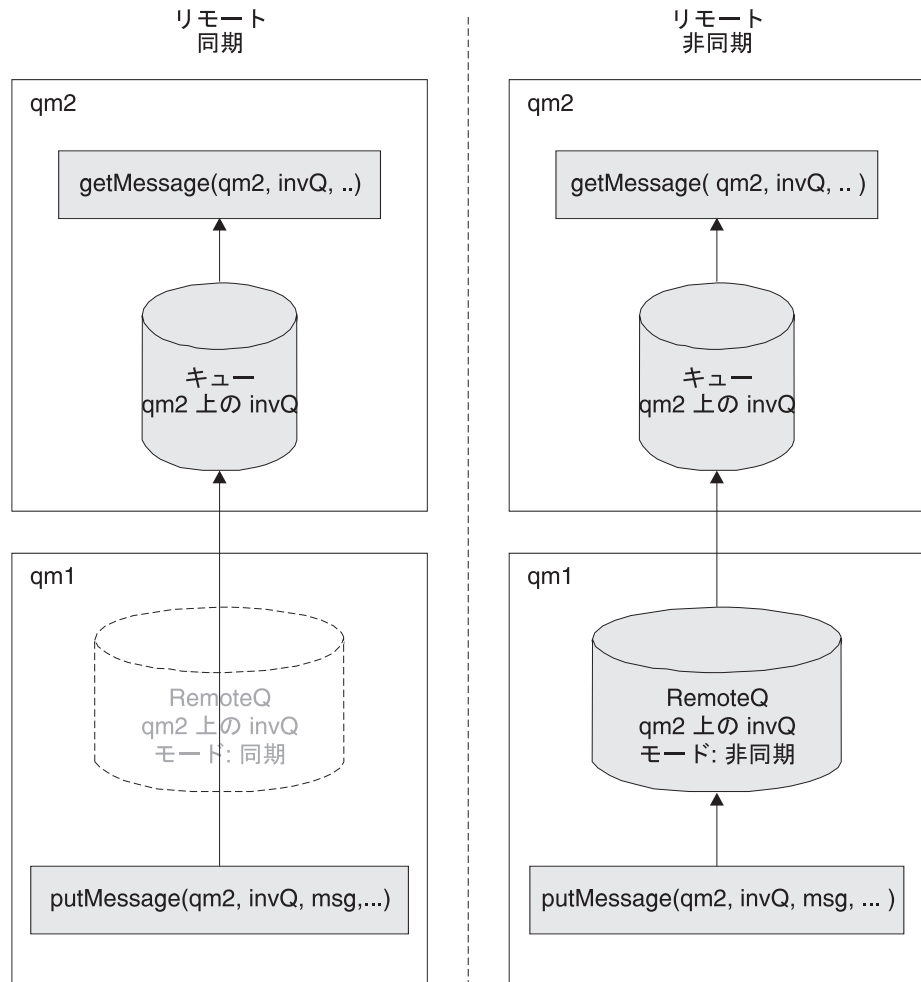 リモート
同期
qm2
getMessage(qm2, invQ, ..)
キュー
qm2 上の invQ
qm1
RemoteQ
qm2 上の invQ
モード: 同期
putMessage(qm2, invQ, msg,...)
リモート
非同期
qm2
getMessage( qm2, invQ, .. )
キュー
qm2 上の invQ
qm1
RemoteQ
qm2 上の invQ
モード: 非同期
putMessage(qm2, invQ, msg, ... )